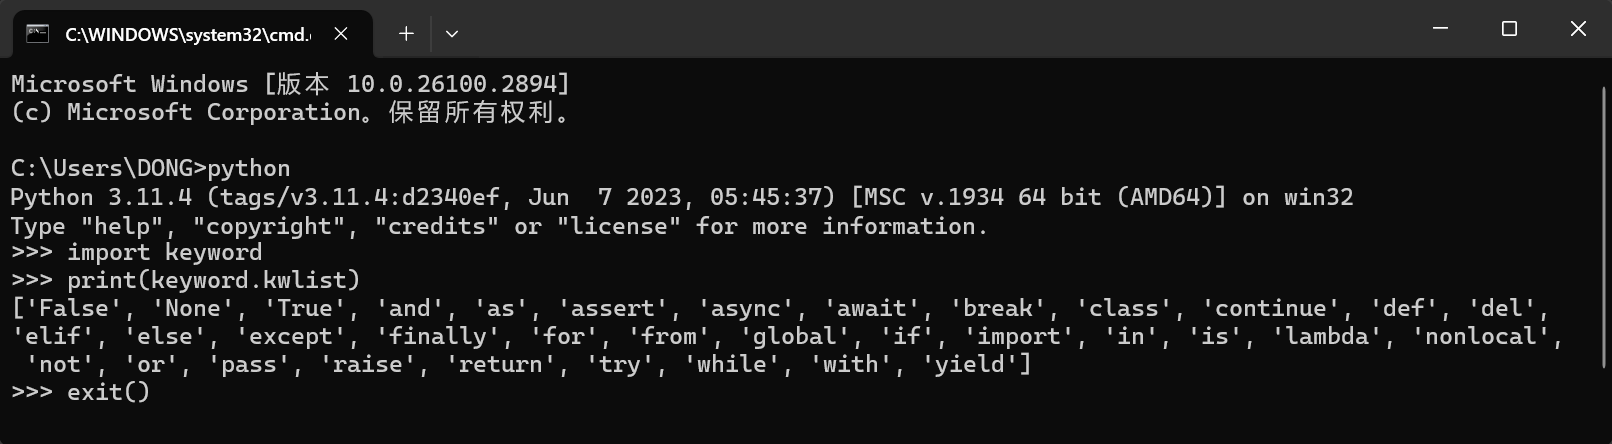 C:\WINDOWS\system32\cmd.
Microsoft Windows [版本 10.0.26100.2894]
(c) Microsoft Corporation。保留所有权利。
C:\Users\DONG>python
Python 3.11.4 (tags/v3.11.4:d2340ef, Jun  7 2023, 05:45:37) [MSC v.1934 64 bit (AMD64)] on win32
Type "help", "copyright", "credits" or "license" for more information.
>>> import keyword
>>> print(keyword.kwlist)
['False', 'None', 'True', 'and', 'as', 'assert', 'async', 'await', 'break', 'class', 'continue', 'def', 'del',
'elif', 'else', 'except', 'finally', 'for', 'from', 'global', 'if', 'import', 'in', 'is', 'lambda', 'nonlocal',
 'not', 'or', 'pass', 'raise', 'return', 'try', 'while', 'with', 'yield']
>>> exit()